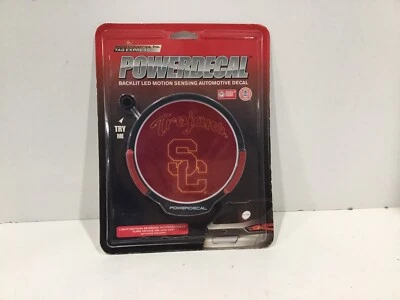 TAG EXPRESS
POWERDECAL
BACKLIT LED MOTION SENSING AUTOMOTIVE DECAL
TRY
ME
Trojans
SC
POWERDECAL